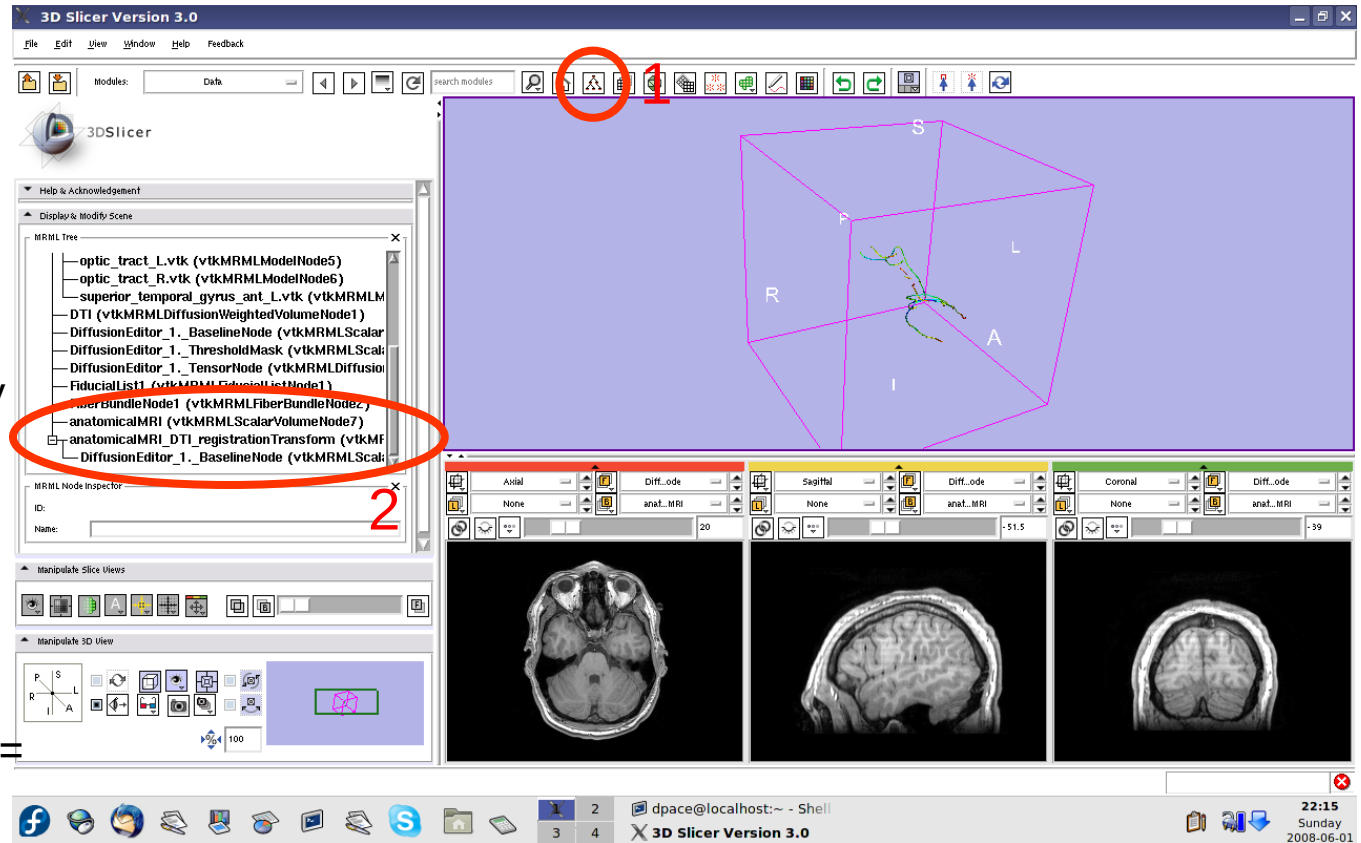 3D Slicer Version 3.0
File Edit View Window Help Feedback
Modules: Data search modules
1
3DSlicer
Help & Acknowledgement
Display & Modify Scene
MRML Tree
optic_tract_L.vtk (vtkMRMLModelNode5)
optic_tract_R.vtk (vtkMRMLModelNode6)
superior_temporal_gyrus_ant_L.vtk (vtkMRMLM
DTI (vtkMRMLDiffusionWeightedVolumeNode1)
DiffusionEditor_1._BaselineNode (vtkMRMLScalar
DiffusionEditor_1._ThresholdMask (vtkMRMLScala
DiffusionEditor_1._TensorNode (vtkMRMLDiffusion
FiducialList1 (vtkMRMLFiducialListNode1)
FiberBundleNode1 (vtkMRMLFiberBundleNode2)
anatomicalMRI (vtkMRMLScalarVolumeNode7)
anatomicalMRI_DTI_registrationTransform (vtkMF
DiffusionEditor_1._BaselineNode (vtkMRMLScala
MRML Node Inspector
2
ID:
Name:
Manipulate Slice Views
Manipulate 3D View
P S
R L
I A
% 100
=
S
P
L
R
A
I
Axial Diff...ode
None anat...MRI
20
Sagittal Diff...ode
None anat...MRI
-51.5
Coronal Diff...ode
None anat...MRI
-39
1 2
3 4
dpace@localhost:~ - Shell
3D Slicer Version 3.0
22:15
Sunday
2008-06-01